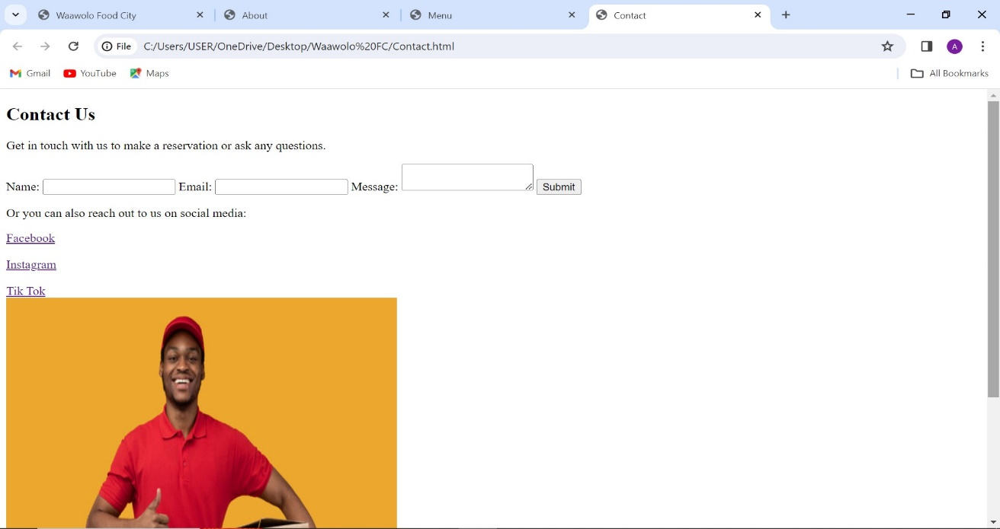 Waawolo Food City
About
Menu
Contact
File
C:/Users/USER/OneDrive/Desktop/Waawolo%20FC/Contact.html
A
Gmail
YouTube
Maps
All Bookmarks
Contact Us
Get in touch with us to make a reservation or ask any questions.
Name: Email: Message: Submit
Or you can also reach out to us on social media:
Facebook
Instagram
Tik Tok